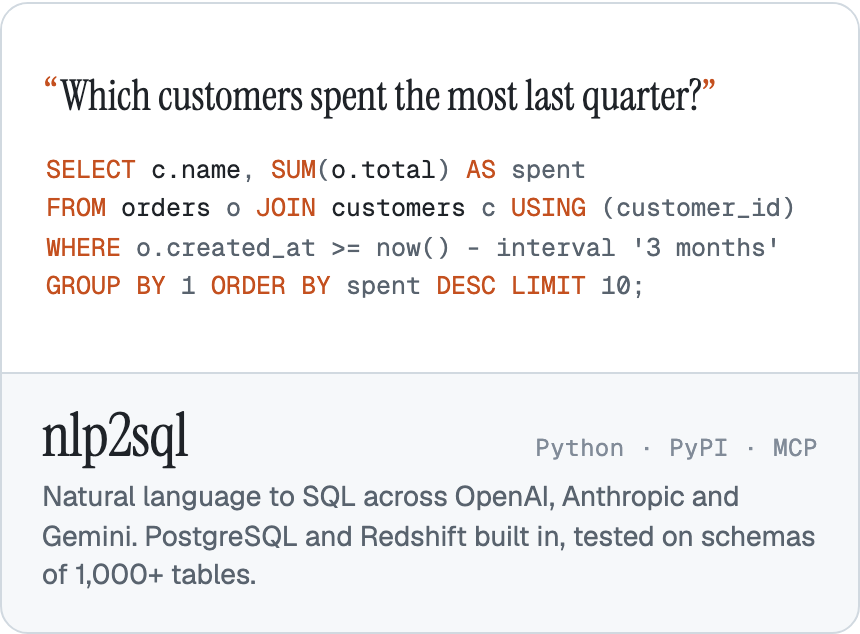 “Which customers spent the most last quarter?”
SELECT c.name, SUM(o.total) AS spent
FROM orders o JOIN customers c USING (customer_id)
WHERE o.created_at >= now() - interval '3 months'
GROUP BY 1 ORDER BY spent DESC LIMIT 10;
nlp2sql
Python · PyPI · MCP
Natural language to SQL across OpenAI, Anthropic and
Gemini. PostgreSQL and Redshift built in, tested on schemas
of 1,000+ tables.